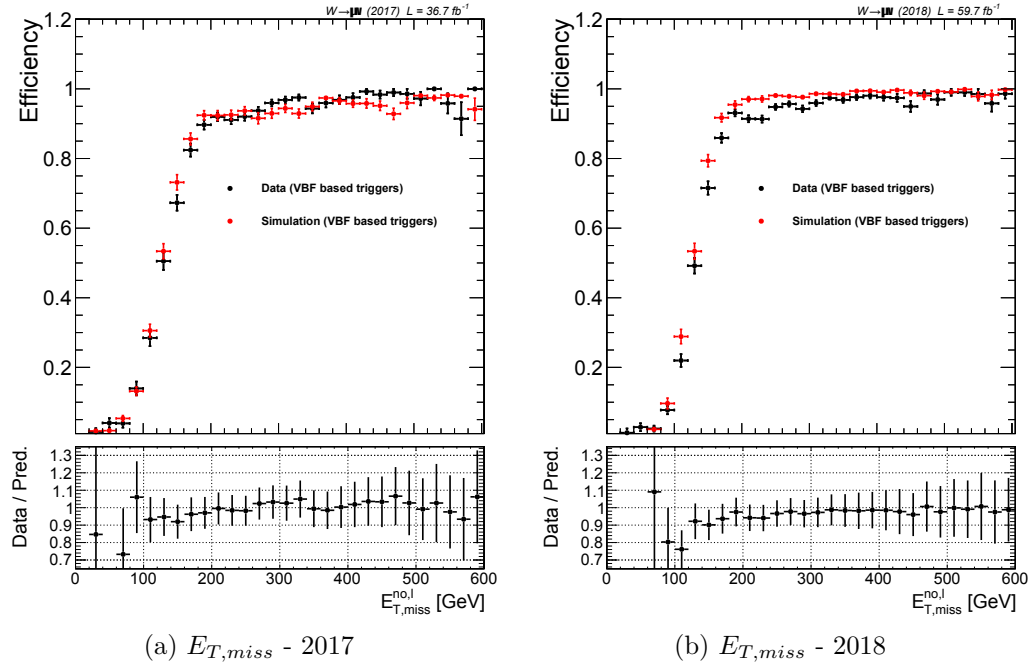 W→μν (2017) L = 36.7 fb⁻¹
Efficiency
1.2
1
0.8
0.6
0.4
0.2
Data (VBF based triggers)
Simulation (VBF based triggers)
Data / Pred.
1.3
1.2
1.1
1
0.9
0.8
0.7
0 100 200 300 400 500 600
E_{T,miss}^{no,l} [GeV]
(a) E_{T,miss} - 2017
W→μν (2018) L = 59.7 fb⁻¹
Efficiency
1.2
1
0.8
0.6
0.4
0.2
Data (VBF based triggers)
Simulation (VBF based triggers)
Data / Pred.
1.3
1.2
1.1
1
0.9
0.8
0.7
0 100 200 300 400 500 600
E_{T,miss}^{no,l} [GeV]
(b) E_{T,miss} - 2018